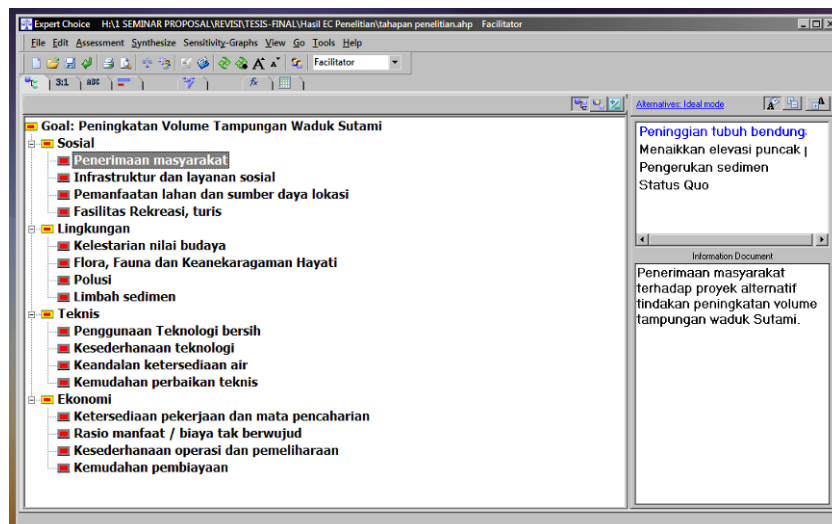 Expert Choice H:\1 SEMINAR PROPOSAL\REVISI\TESIS-FINAL\Hasil EC Penelitian\tahapan penelitian.ahp Facilitator
File Edit Assessment Synthesize Sensitivity-Graphs View Go Tools Help
Facilitator
3:1 ABC fx
Alternatives: Ideal mode
Goal: Peningkatan Volume Tampungan Waduk Sutami
Sosial
Penerimaan masyarakat
Infrastruktur dan layanan sosial
Pemanfaatan lahan dan sumber daya lokasi
Fasilitas Rekreasi, turis
Lingkungan
Kelestarian nilai budaya
Flora, Fauna dan Keanekaragaman Hayati
Polusi
Limbah sedimen
Teknis
Penggunaan Teknologi bersih
Kesederhanaan teknologi
Keandalan ketersediaan air
Kemudahan perbaikan teknis
Ekonomi
Ketersediaan pekerjaan dan mata pencaharian
Rasio manfaat / biaya tak berwujud
Kesederhanaan operasi dan pemeliharaan
Kemudahan pembiayaan
Peninggian tubuh bendung
Menaikkan elevasi puncak
Pengerukan sedimen
Status Quo
Information Document
Penerimaan masyarakat
terhadap proyek alternatif
tindakan peningkatan volume
tampungan waduk Sutami.